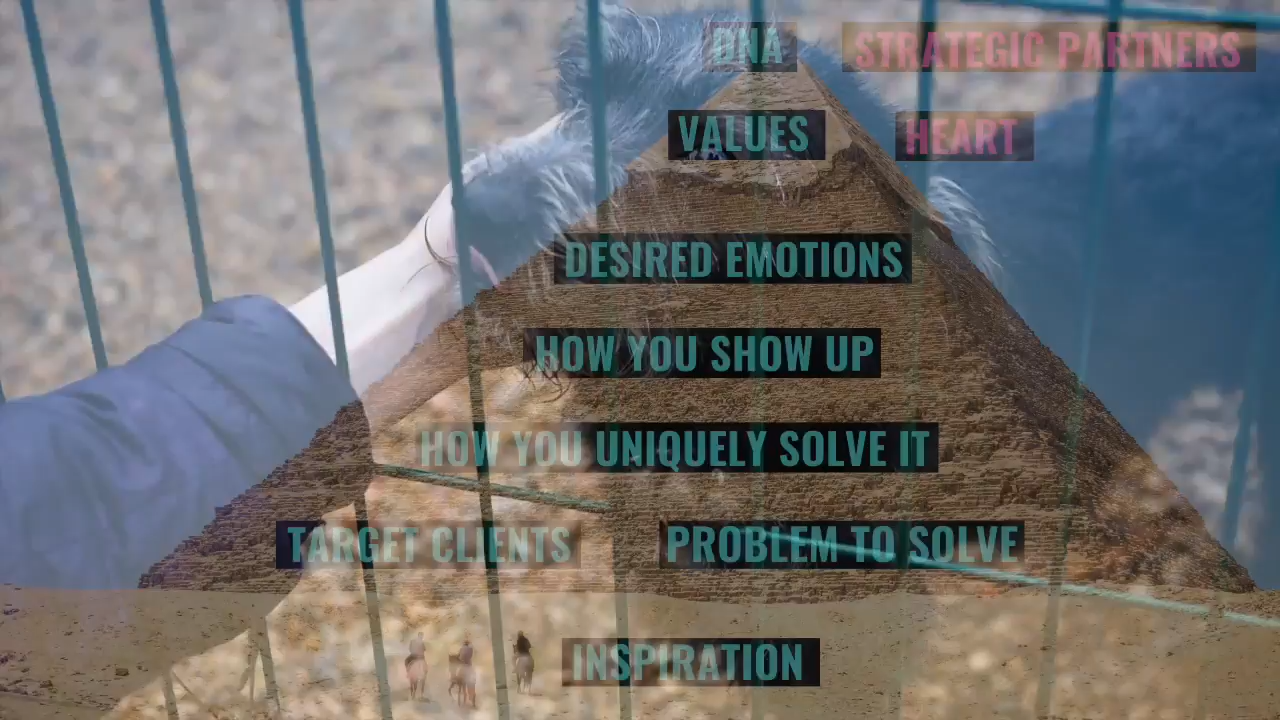 DNA STRATEGIC PARTNERS
VALUES HEART
DESIRED EMOTIONS
HOW YOU SHOW UP
HOW YOU UNIQUELY SOLVE IT
TARGET CLIENTS PROBLEM TO SOLVE
INSPIRATION